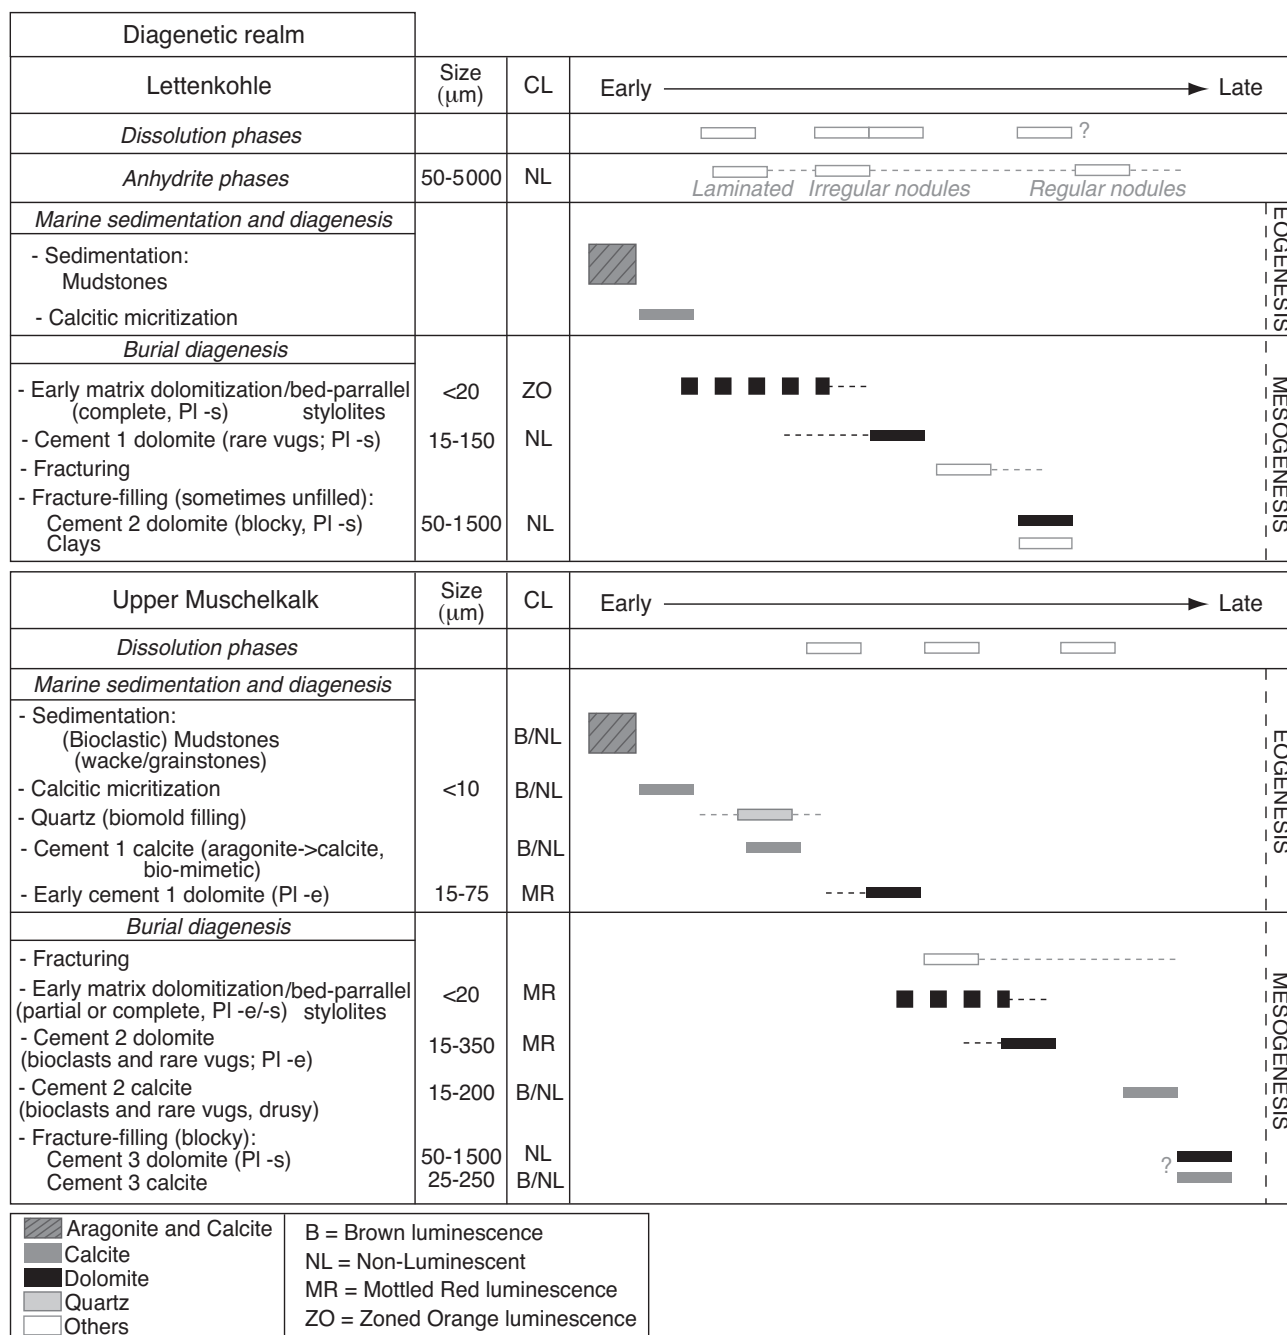 Diagenetic realm
Lettenkohle Size (µm) CL Early Late
Dissolution phases ?
Anhydrite phases 50-5000 NL Laminated Irregular nodules Regular nodules
Marine sedimentation and diagenesis
- Sedimentation:
Mudstones
- Calcitic micritization
EOGENESIS
Burial diagenesis
- Early matrix dolomitization/bed-parrallel <20 ZO
(complete, Pl -s) stylolites
- Cement 1 dolomite (rare vugs; Pl -s) 15-150 NL
- Fracturing
- Fracture-filling (sometimes unfilled):
Cement 2 dolomite (blocky, Pl -s) 50-1500 NL
Clays
MESOGENESIS
Upper Muschelkalk Size (µm) CL Early Late
Dissolution phases
Marine sedimentation and diagenesis
- Sedimentation:
(Bioclastic) Mudstones B/NL
(wacke/grainstones)
- Calcitic micritization <10 B/NL
- Quartz (biomold filling)
- Cement 1 calcite (aragonite->calcite, B/NL
bio-mimetic)
- Early cement 1 dolomite (Pl -e) 15-75 MR
EOGENESIS
Burial diagenesis
- Fracturing
- Early matrix dolomitization/bed-parrallel <20 MR
(partial or complete, Pl -e/-s) stylolites
- Cement 2 dolomite 15-350 MR
(bioclasts and rare vugs; Pl -e)
- Cement 2 calcite 15-200 B/NL
(bioclasts and rare vugs, drusy)
- Fracture-filling (blocky):
Cement 3 dolomite (Pl -s) 50-1500 NL ?
Cement 3 calcite 25-250 B/NL
MESOGENESIS
Aragonite and Calcite
Calcite
Dolomite
Quartz
Others
B = Brown luminescence
NL = Non-Luminescent
MR = Mottled Red luminescence
ZO = Zoned Orange luminescence